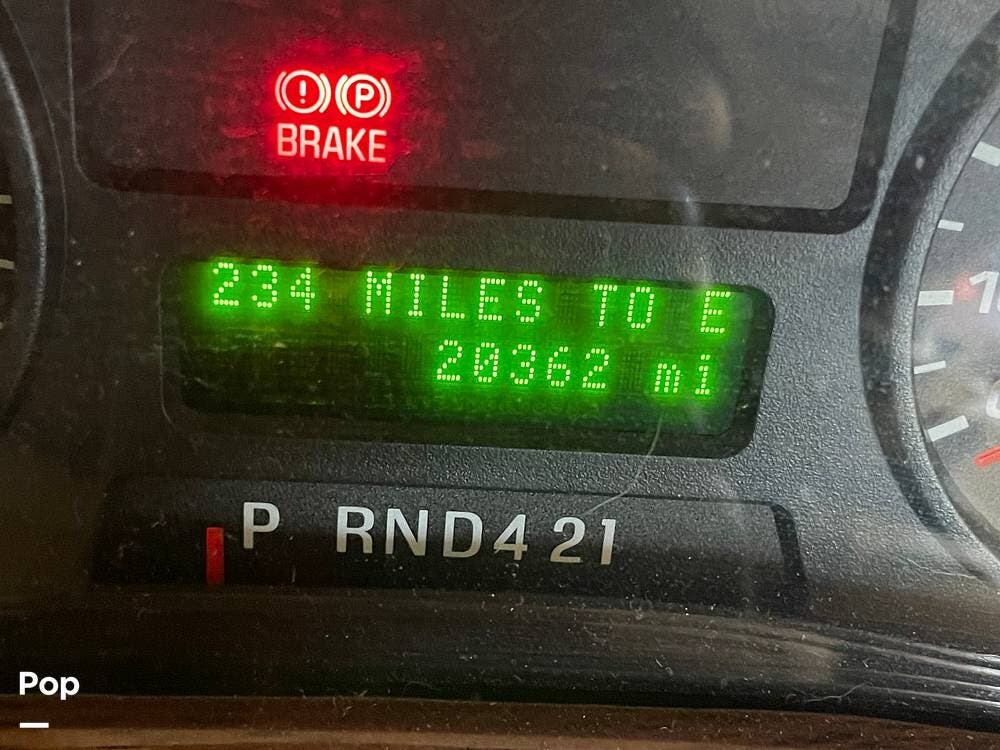 ! P
BRAKE
234 MILES TO E
20362 mi
P RND421
Pop